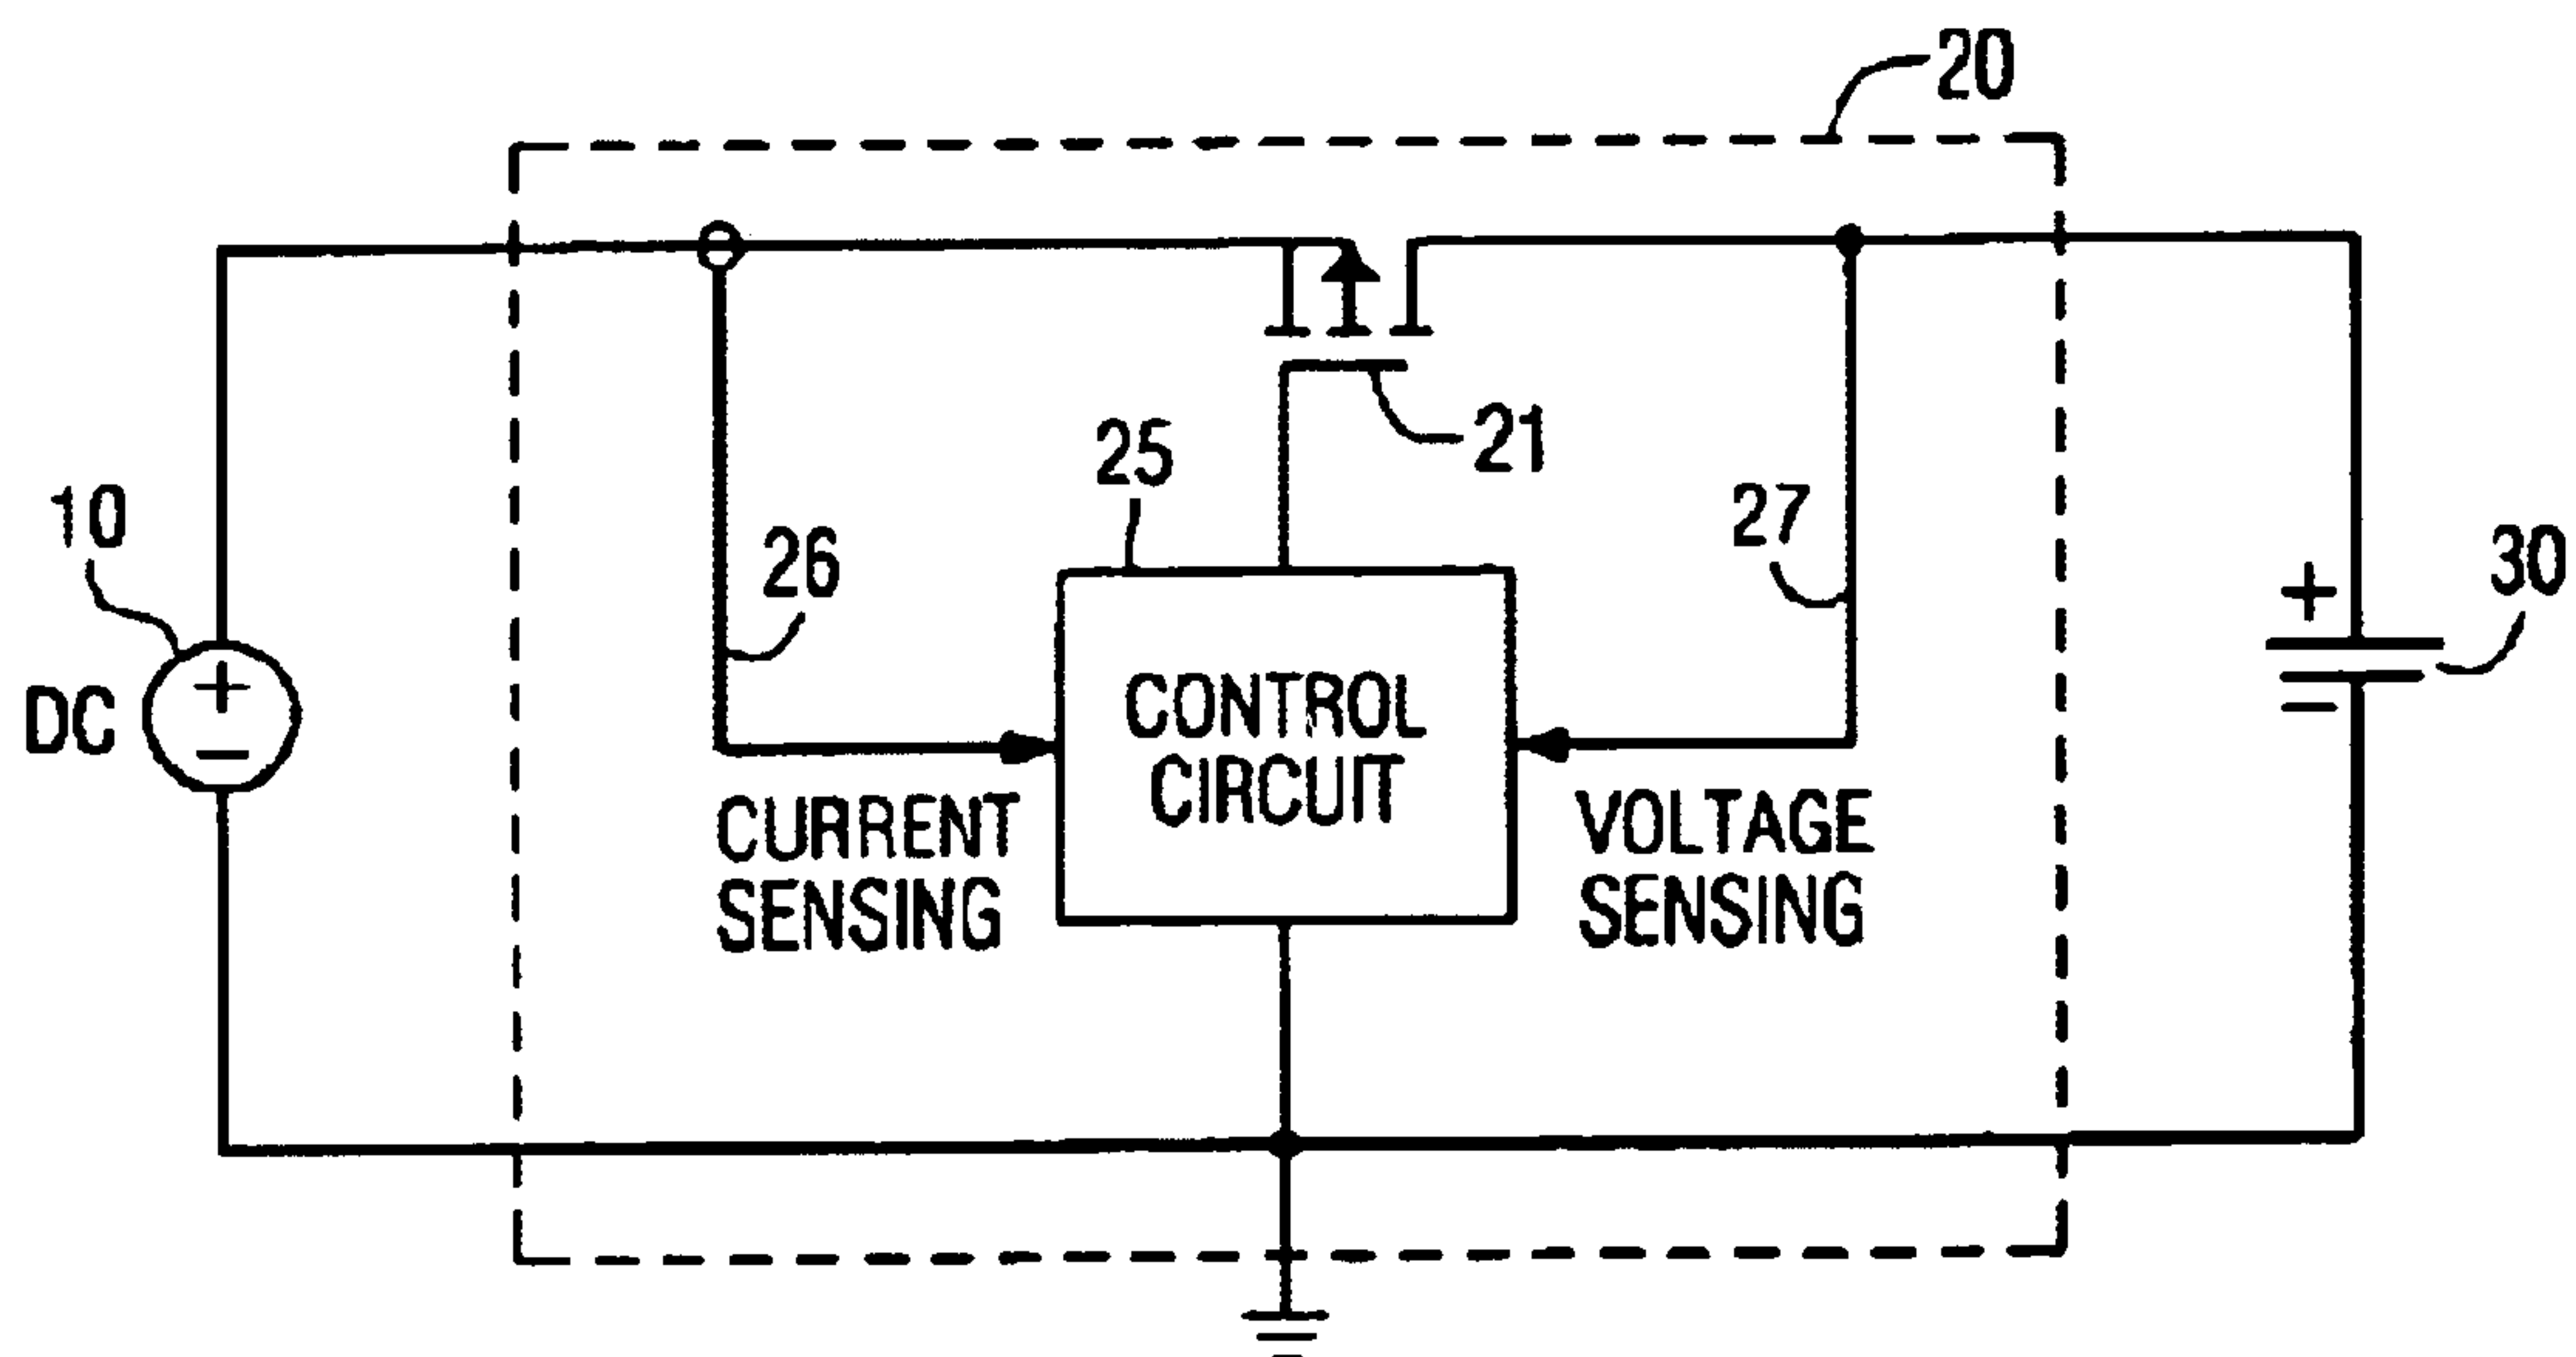 20
21
25
27
10
26
30
+
+
DC
−
−
CONTROL
CIRCUIT
CURRENT
SENSING
VOLTAGE
SENSING